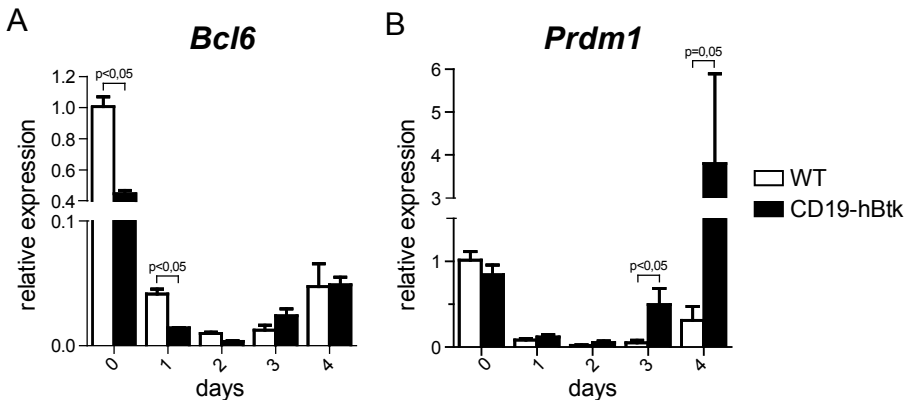 A
Bcl6
p<0,05
1.2
1.0
0.8
0.6
0.4
0.1
0.0
p<0,05
relative expression
0
1
2
3
4
days
B
Prdm1
p=0,05
6
5
4
3
1
0
p<0,05
relative expression
0
1
2
3
4
days
WT
CD19-hBtk